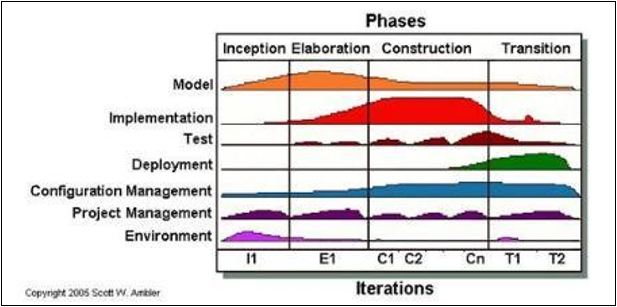 Phases
Inception Elaboration Construction Transition
Model
Implementation
Test
Deployment
Configuration Management
Project Management
Environment
I1 E1 C1 C2 Cn T1 T2
Copyright 2005 Scott W. Ambler
Iterations